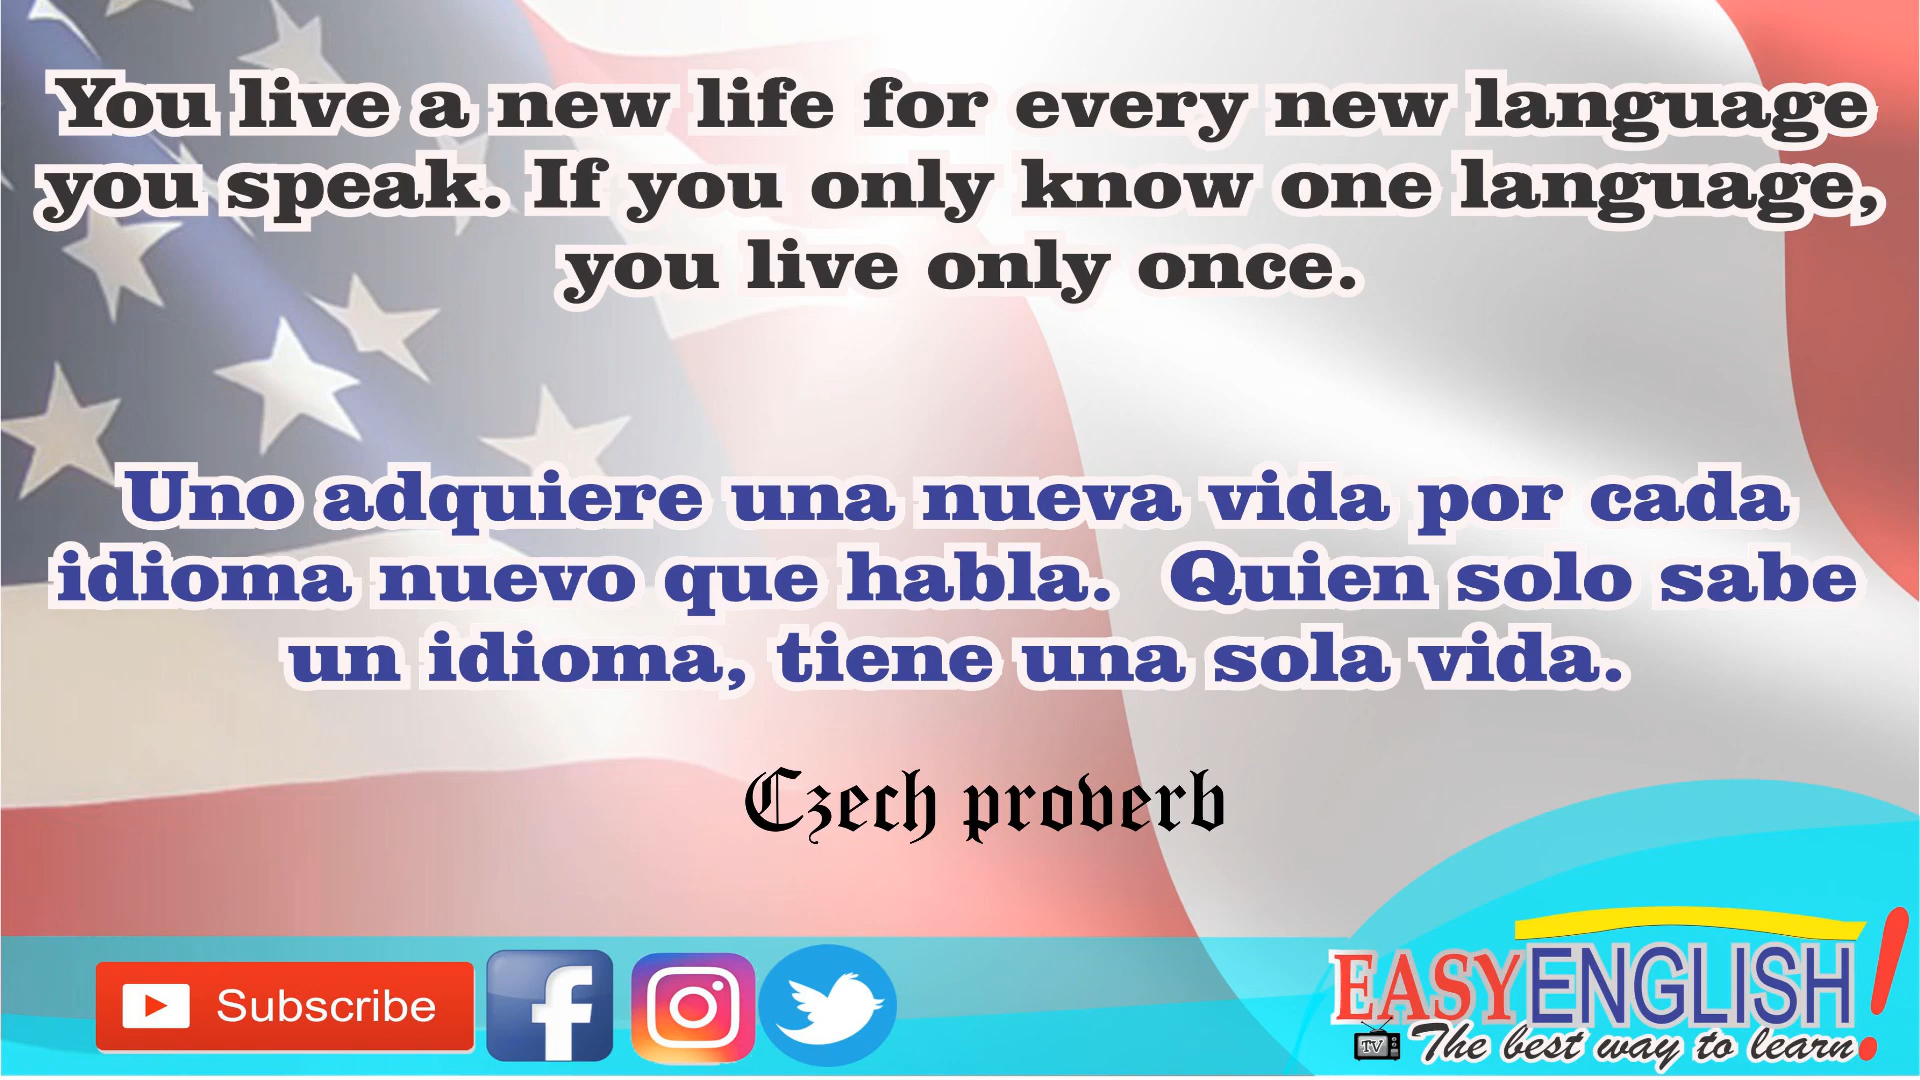 You live a new life for every new language
you speak. If you only know one language,
you live only once.
Uno adquiere una nueva vida por cada
idioma nuevo que habla.  Quien solo sabe
un idioma, tiene una sola vida.
Czech proverb
Subscribe
EASYENGLISH!
TV The best way to learn